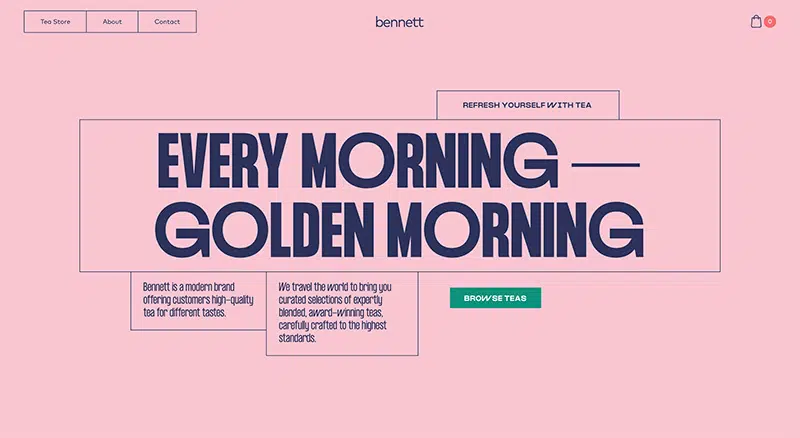 Tea Store
About
Contact
bennett
0
REFRESH YOURSELF WITH TEA
EVERY MORNING —
GOLDEN MORNING
Bennett is a modern brand
offering customers high-quality
tea for different tastes.
We travel the world to bring you
curated selections of expertly
blended, award-winning teas,
carefully crafted to the highest
standards.
BROWSE TEAS